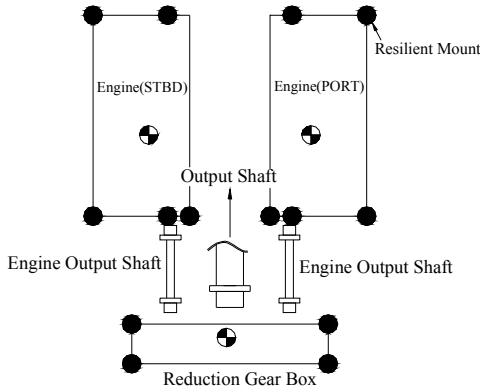 Resilient Mount
Engine(STBD)
Engine(PORT)
Output Shaft
Engine Output Shaft
Engine Output Shaft
Reduction Gear Box